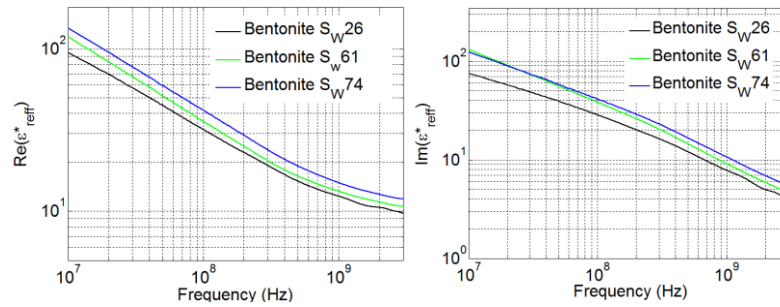 Bentonite S_W26
Bentonite S_w61
Bentonite S_W74
10^2
10^1
Re(ε*_reff)
10^7
10^8
10^9
Frequency (Hz)
Bentonite S_W26
Bentonite S_W61
Bentonite S_W74
10^2
10^1
10^0
Im(ε*_reff)
10^7
10^8
10^9
Frequency (Hz)